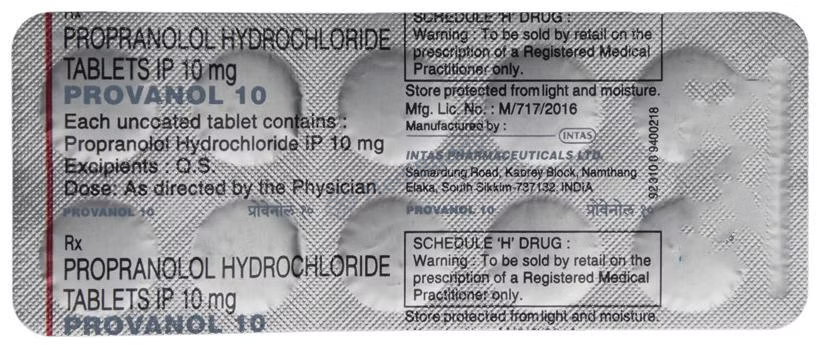 Rx
PROPRANOLOL HYDROCHLORIDE
TABLETS IP 10 mg
PROVANOL 10
Each uncoated tablet contains :
Propranolol Hydrochloride IP 10 mg
Excipients : Q.S.
Dose: As directed by the Physician.
SCHEDULE 'H' DRUG :
Warning : To be sold by retail on the
prescription of a Registered Medical
Practitioner only.
Store protected from light and moisture.
Mfg. Lic. No. : M/717/2016
Manufactured by :
INTAS
INTAS PHARMACEUTICALS LTD.
Samardung Road, Kabrey Block, Namthang
Elaka, South Sikkim-737132, INDIA
PROVANOL 10 प्रोवेनोल १० PROVANOL 10 प्रोवेनोल १०
Rx
PROPRANOLOL HYDROCHLORIDE
TABLETS IP 10 mg
PROVANOL 10
SCHEDULE 'H' DRUG :
Warning : To be sold by retail on the
prescription of a Registered Medical
Practitioner only.
Store protected from light and moisture.